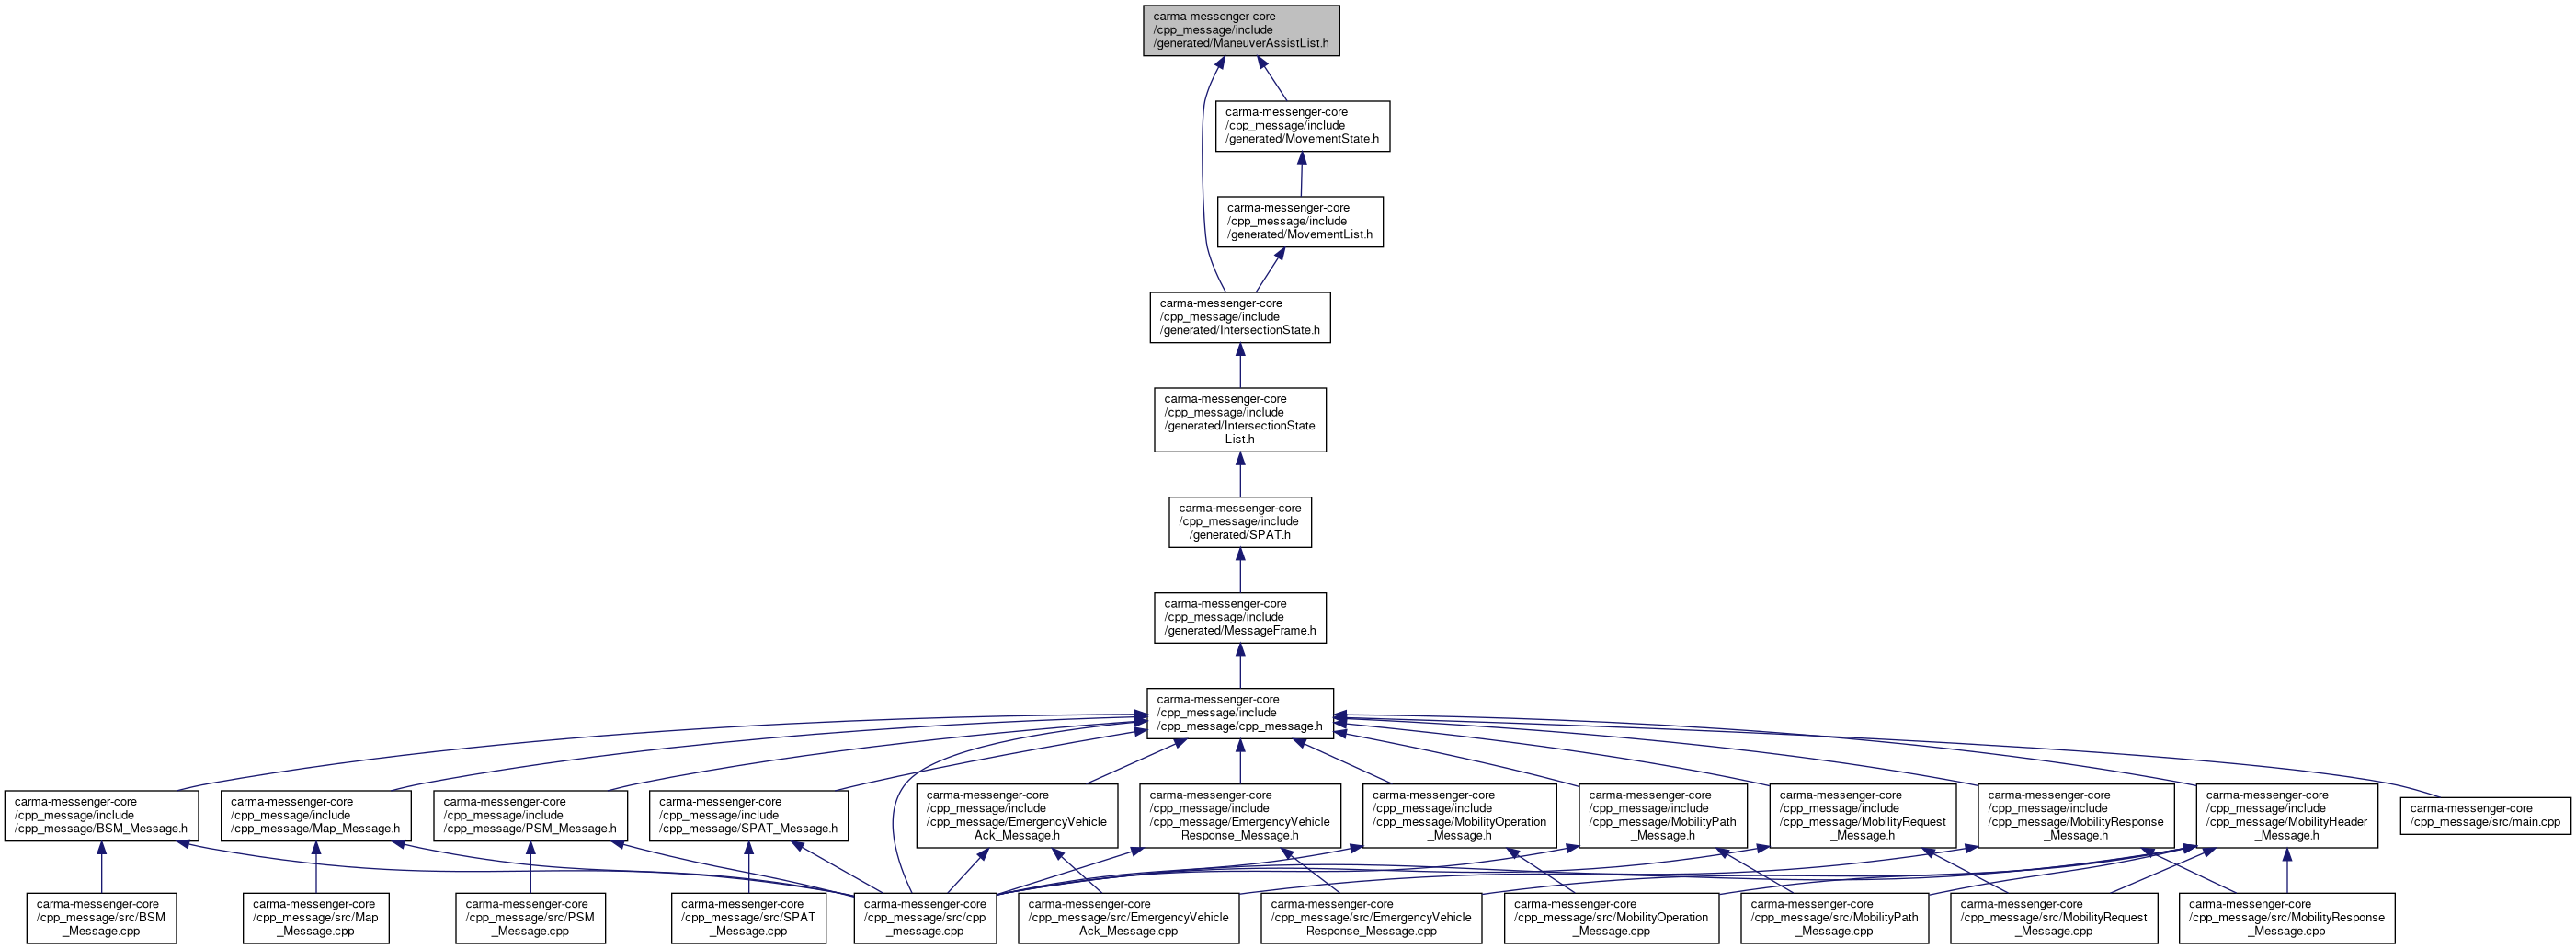 carma-messenger-core
/cpp_message/include
/generated/ManeuverAssistList.h
carma-messenger-core
/cpp_message/include
/generated/MovementState.h
carma-messenger-core
/cpp_message/include
/generated/MovementList.h
carma-messenger-core
/cpp_message/include
/generated/IntersectionState.h
carma-messenger-core
/cpp_message/include
/generated/IntersectionState
List.h
carma-messenger-core
/cpp_message/include
/generated/SPAT.h
carma-messenger-core
/cpp_message/include
/generated/MessageFrame.h
carma-messenger-core
/cpp_message/include
/cpp_message/cpp_message.h
carma-messenger-core
/cpp_message/include
/cpp_message/BSM_Message.h
carma-messenger-core
/cpp_message/include
/cpp_message/Map_Message.h
carma-messenger-core
/cpp_message/include
/cpp_message/PSM_Message.h
carma-messenger-core
/cpp_message/include
/cpp_message/SPAT_Message.h
carma-messenger-core
/cpp_message/include
/cpp_message/EmergencyVehicle
Ack_Message.h
carma-messenger-core
/cpp_message/include
/cpp_message/EmergencyVehicle
Response_Message.h
carma-messenger-core
/cpp_message/include
/cpp_message/MobilityOperation
_Message.h
carma-messenger-core
/cpp_message/include
/cpp_message/MobilityPath
_Message.h
carma-messenger-core
/cpp_message/include
/cpp_message/MobilityRequest
_Message.h
carma-messenger-core
/cpp_message/include
/cpp_message/MobilityResponse
_Message.h
carma-messenger-core
/cpp_message/include
/cpp_message/MobilityHeader
_Message.h
carma-messenger-core
/cpp_message/src/main.cpp
carma-messenger-core
/cpp_message/src/BSM
_Message.cpp
carma-messenger-core
/cpp_message/src/Map
_Message.cpp
carma-messenger-core
/cpp_message/src/PSM
_Message.cpp
carma-messenger-core
/cpp_message/src/SPAT
_Message.cpp
carma-messenger-core
/cpp_message/src/cpp
_message.cpp
carma-messenger-core
/cpp_message/src/EmergencyVehicle
Ack_Message.cpp
carma-messenger-core
/cpp_message/src/EmergencyVehicle
Response_Message.cpp
carma-messenger-core
/cpp_message/src/MobilityOperation
_Message.cpp
carma-messenger-core
/cpp_message/src/MobilityPath
_Message.cpp
carma-messenger-core
/cpp_message/src/MobilityRequest
_Message.cpp
carma-messenger-core
/cpp_message/src/MobilityResponse
_Message.cpp